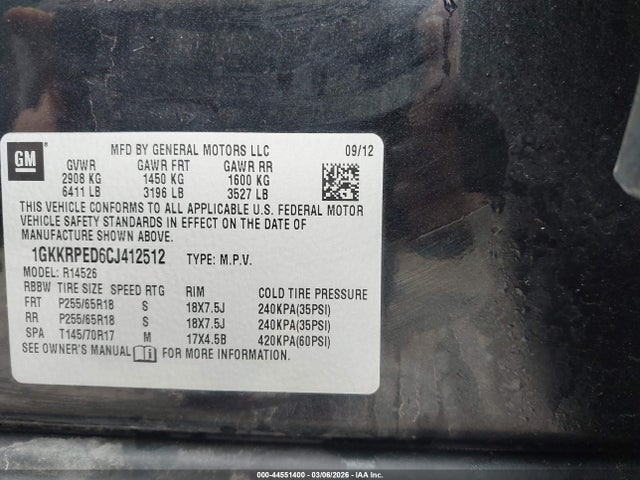 MFD BY GENERAL MOTORS LLC 09/12
GM
GVWR GAWR FRT GAWR RR
2908 KG 1450 KG 1600 KG
6411 LB 3196 LB 3527 LB
THIS VEHICLE CONFORMS TO ALL APPLICABLE U.S. FEDERAL MOTOR
VEHICLE SAFETY STANDARDS IN EFFECT ON THE DATE OF
MANUFACTURE SHOWN ABOVE.
1GKKRPED6CJ412512 TYPE: M.P.V.
MODEL: R14526
RBBW TIRE SIZE SPEED RTG RIM COLD TIRE PRESSURE
FRT P255/65R18 S 18X7.5J 240KPA(35PSI)
RR P255/65R18 S 18X7.5J 240KPA(35PSI)
SPA T145/70R17 M 17X4.5B 420KPA(60PSI)
SEE OWNER'S MANUAL FOR MORE INFORMATION.
000-44551400 - 03/06/2026 - IAA Inc.